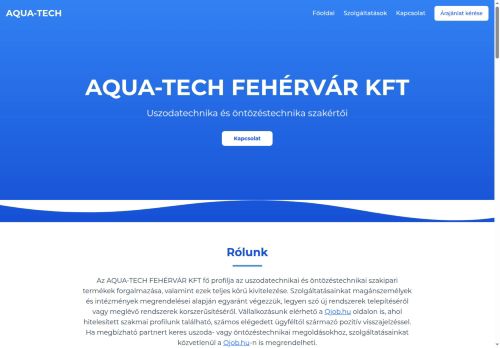 AQUA-TECH
Főoldal Szolgáltatások Kapcsolat Árajánlat kérése
AQUA-TECH FEHÉRVÁR KFT
Uszodatechnika és öntözéstechnika szakértői
Kapcsolat
Rólunk
Az AQUA-TECH FEHÉRVÁR KFT fő profilja az uszodatechnikai és öntözéstechnikai szakipari
termékek forgalmazása, valamint ezek teljes körű kivitelezése. Szolgáltatásainkat magánszemélyek
és intézmények megrendelései alapján egyaránt végezzük, legyen szó új rendszerek telepítéséről
vagy meglévő rendszerek korszerűsítéséről. Vállalkozásunk elérhető a Qjob.hu oldalon is, ahol
hitelesített szakmai profilunk található, számos elégedett ügyféltől származó pozitív visszajelzéssel.
Ha megbízható partnert keres uszoda- vagy öntözéstechnikai megoldásokhoz, szolgáltatásainkat
közvetlenül a Qjob.hu-n is megrendelheti.